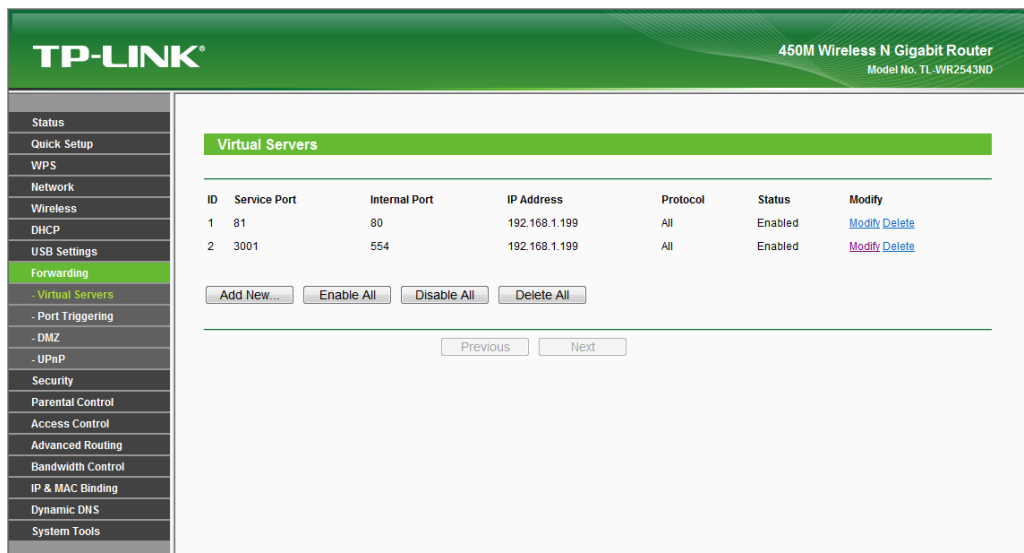 TP-LINK®
450M Wireless N Gigabit Router
Model No. TL-WR2543ND
Status
Quick Setup
WPS
Network
Wireless
DHCP
USB Settings
Forwarding
- Virtual Servers
- Port Triggering
- DMZ
- UPnP
Security
Parental Control
Access Control
Advanced Routing
Bandwidth Control
IP & MAC Binding
Dynamic DNS
System Tools
Virtual Servers
ID Service Port Internal Port IP Address Protocol Status Modify
1 81 80 192.168.1.199 All Enabled Modify Delete
2 3001 554 192.168.1.199 All Enabled Modify Delete
Add New... Enable All Disable All Delete All
Previous Next